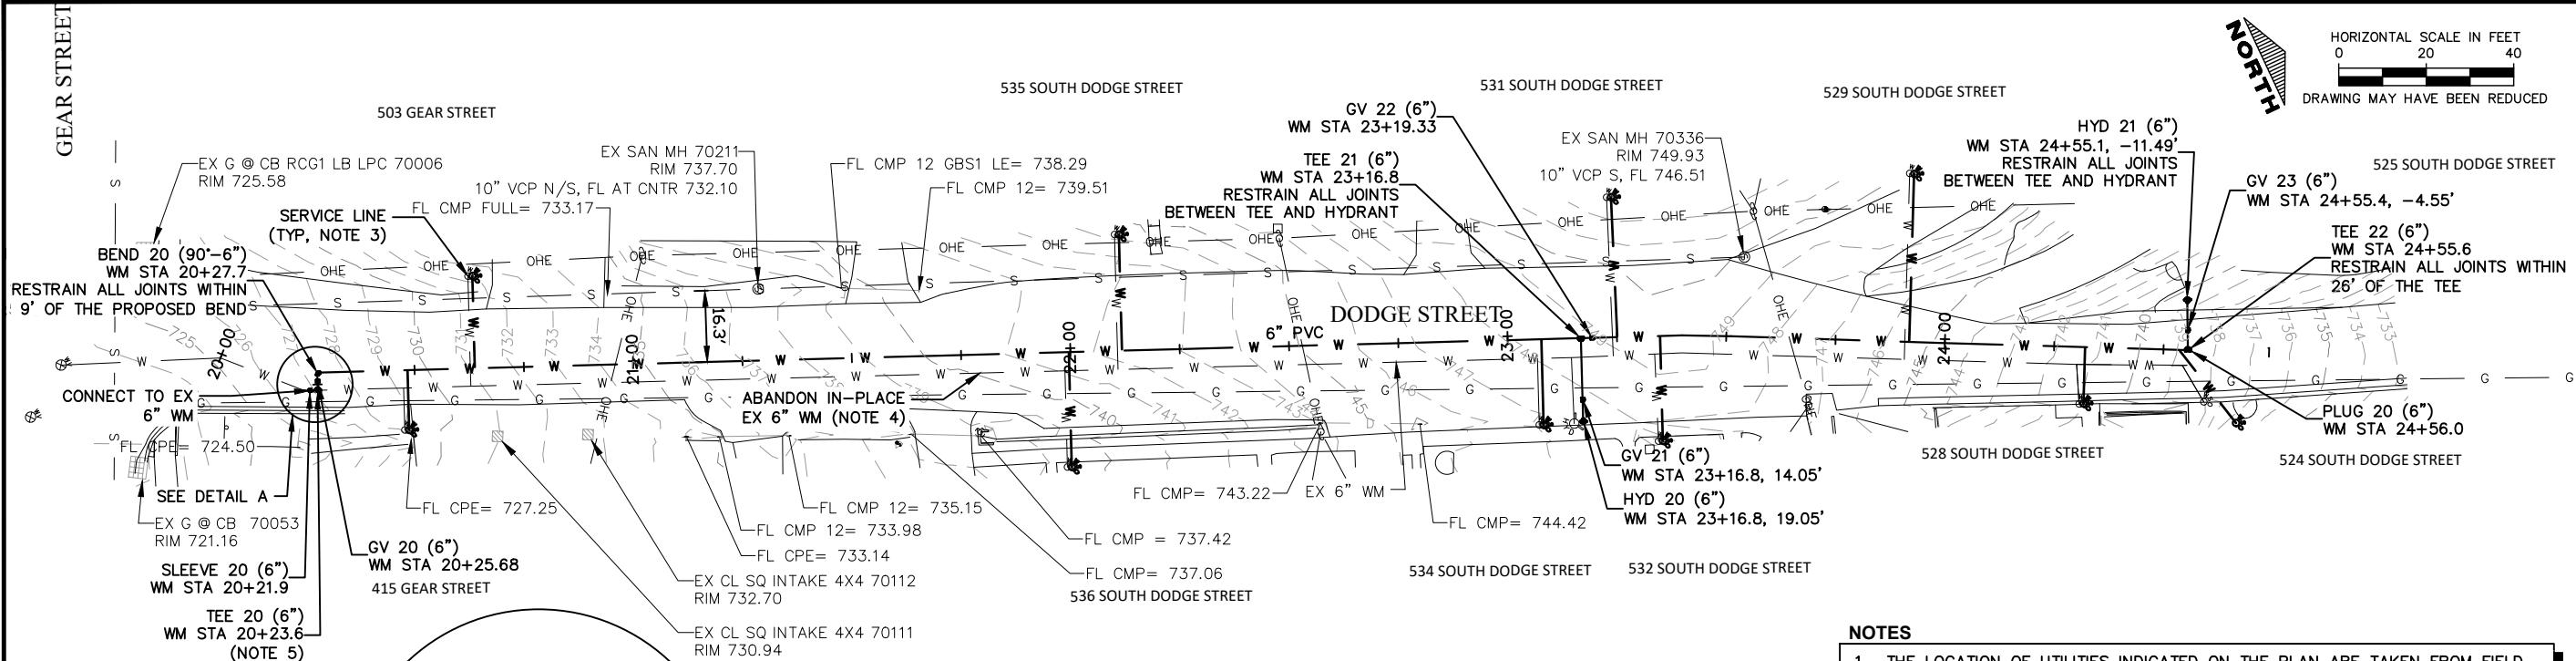 GEAR STREET
503 GEAR STREET
535 SOUTH DODGE STREET
531 SOUTH DODGE STREET
529 SOUTH DODGE STREET
525 SOUTH DODGE STREET
NORTH
HORIZONTAL SCALE IN FEET
0 20 40
DRAWING MAY HAVE BEEN REDUCED
EX G @ CB RCG1 LB LPC 70006
RIM 725.58
SERVICE LINE
(TYP, NOTE 3)
BEND 20 (90°-6")
WM STA 20+27.7
RESTRAIN ALL JOINTS WITHIN
9' OF THE PROPOSED BEND
EX SAN MH 70211
RIM 737.70
10" VCP N/S, FL AT CNTR 732.10
FL CMP FULL= 733.17
FL CMP 12 GBS1 LE= 738.29
FL CMP 12= 739.51
GV 22 (6")
WM STA 23+19.33
TEE 21 (6")
WM STA 23+16.8
RESTRAIN ALL JOINTS
BETWEEN TEE AND HYDRANT
EX SAN MH 70336
RIM 749.93
10" VCP S, FL 746.51
HYD 21 (6")
WM STA 24+55.1, -11.49'
RESTRAIN ALL JOINTS
BETWEEN TEE AND HYDRANT
GV 23 (6")
WM STA 24+55.4, -4.55'
TEE 22 (6")
WM STA 24+55.6
RESTRAIN ALL JOINTS WITHIN
26' OF THE TEE
DODGE STREET
6" PVC
16.3'
20+00
21+00
22+00
23+00
24+00
CONNECT TO EX
6" WM
FL CPE= 724.50
SEE DETAIL A
EX G @ CB 70053
RIM 721.16
SLEEVE 20 (6")
WM STA 20+21.9
TEE 20 (6")
WM STA 20+23.6
(NOTE 5)
GV 20 (6")
WM STA 20+25.68
415 GEAR STREET
FL CPE= 727.25
ABANDON IN-PLACE
EX 6" WM (NOTE 4)
FL CMP 12= 735.15
FL CMP 12= 733.98
FL CPE= 733.14
EX CL SQ INTAKE 4X4 70112
RIM 732.70
EX CL SQ INTAKE 4X4 70111
RIM 730.94
FL CMP = 737.42
FL CMP= 737.06
536 SOUTH DODGE STREET
FL CMP= 743.22
EX 6" WM
FL CMP= 744.42
534 SOUTH DODGE STREET
532 SOUTH DODGE STREET
GV 21 (6")
WM STA 23+16.8, 14.05'
HYD 20 (6")
WM STA 23+16.8, 19.05'
528 SOUTH DODGE STREET
PLUG 20 (6")
WM STA 24+56.0
524 SOUTH DODGE STREET
NOTES
1. THE LOCATION OF UTILITIES INDICATED ON THE PLAN ARE TAKEN FROM FIELD